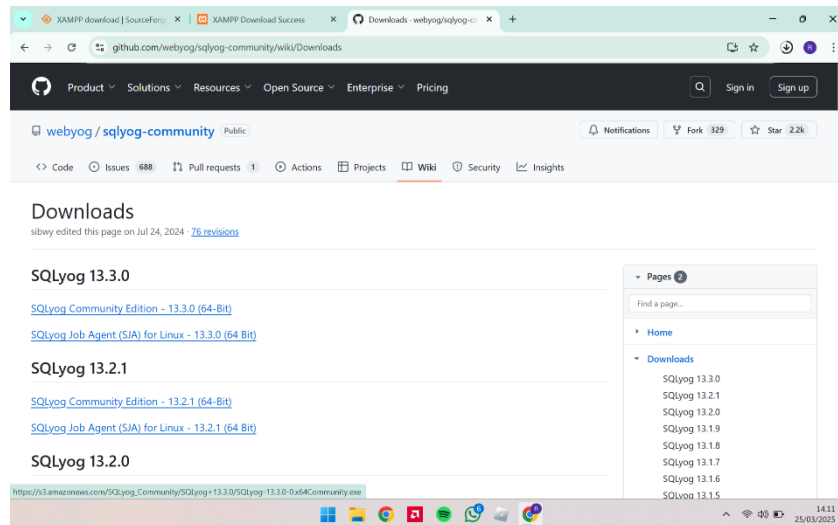 XAMPP download | SourceForg
XAMPP Download Success
Downloads · webyog/sqlyog-co
github.com/webyog/sqlyog-community/wiki/Downloads
Product Solutions Resources Open Source Enterprise Pricing Sign in Sign up
webyog / sqlyog-community Public Notifications Fork 329 Star 2.2k
Code Issues 688 Pull requests 1 Actions Projects Wiki Security Insights
Downloads
sibwy edited this page on Jul 24, 2024 · 76 revisions
SQLyog 13.3.0
SQLyog Community Edition - 13.3.0 (64-Bit)
SQLyog Job Agent (SJA) for Linux - 13.3.0 (64 Bit)
SQLyog 13.2.1
SQLyog Community Edition - 13.2.1 (64-Bit)
SQLyog Job Agent (SJA) for Linux - 13.2.1 (64 Bit)
SQLyog 13.2.0
Pages 2
Find a page...
Home
Downloads
SQLyog 13.3.0
SQLyog 13.2.1
SQLyog 13.2.0
SQLyog 13.1.9
SQLyog 13.1.8
SQLyog 13.1.7
SQLyog 13.1.6
SQLyog 13.1.5
https://s3.amazonaws.com/SQLyog_Community/SQLyog+13.3.0/SQLyog-13.3.0-0.x64Community.exe
14.11
25/03/2025